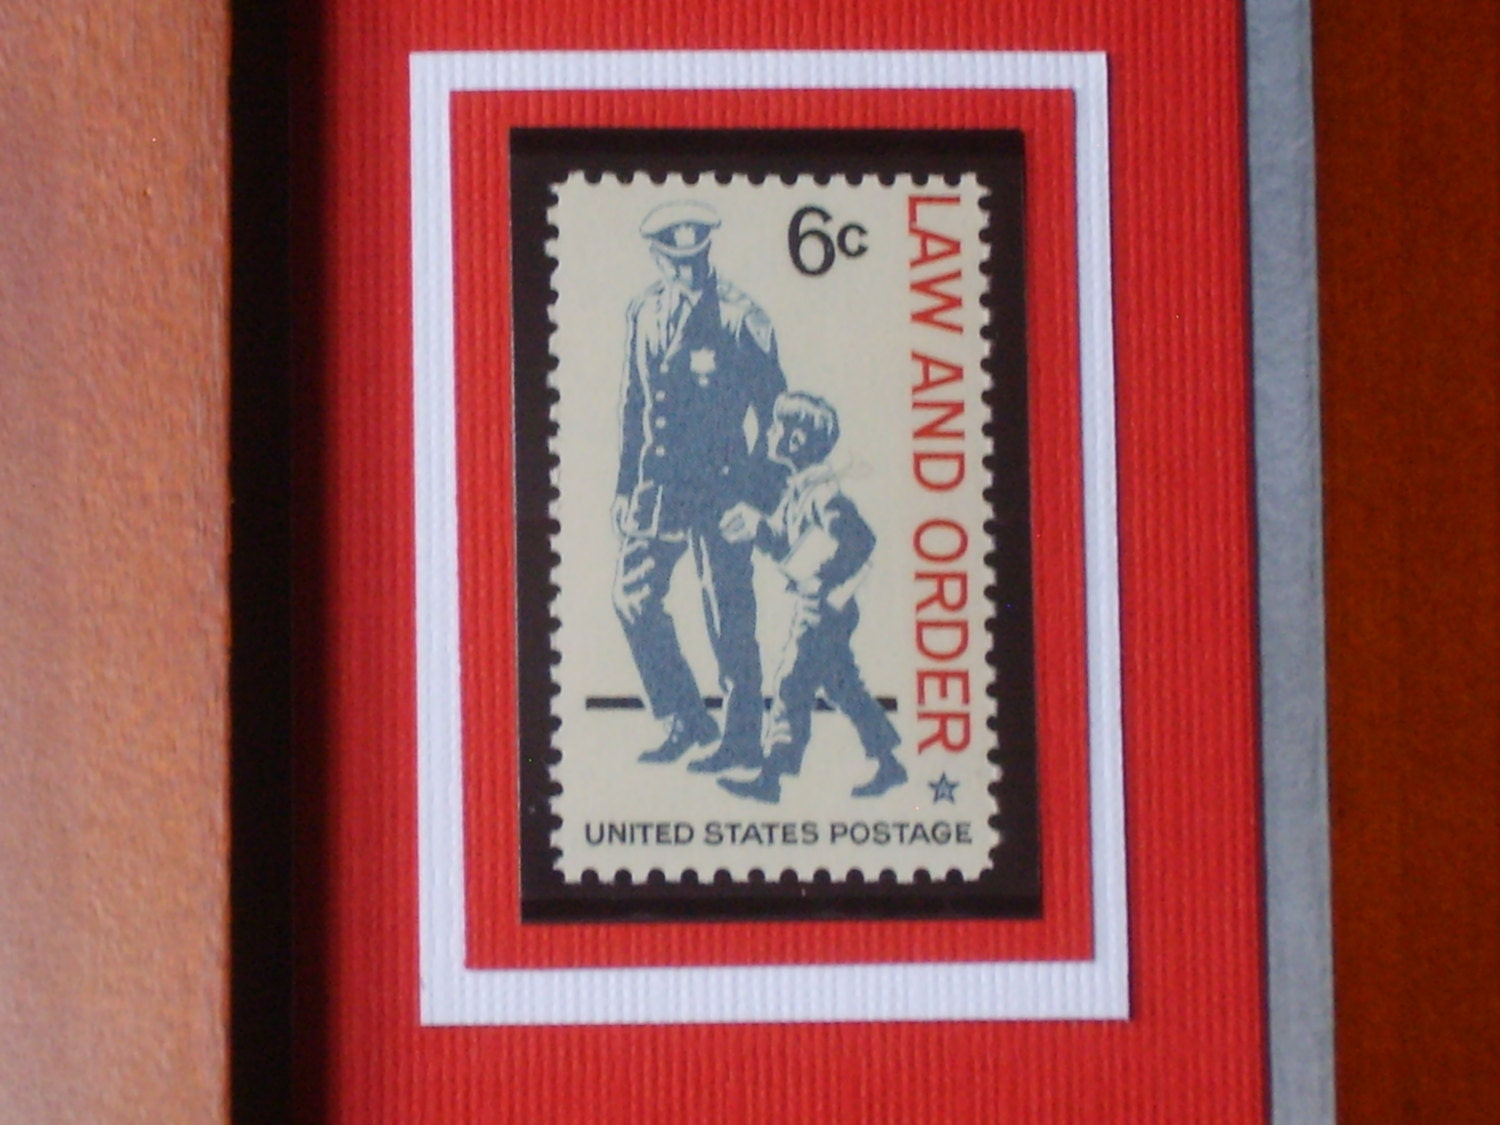 6c
LAW AND ORDER
UNITED STATES POSTAGE